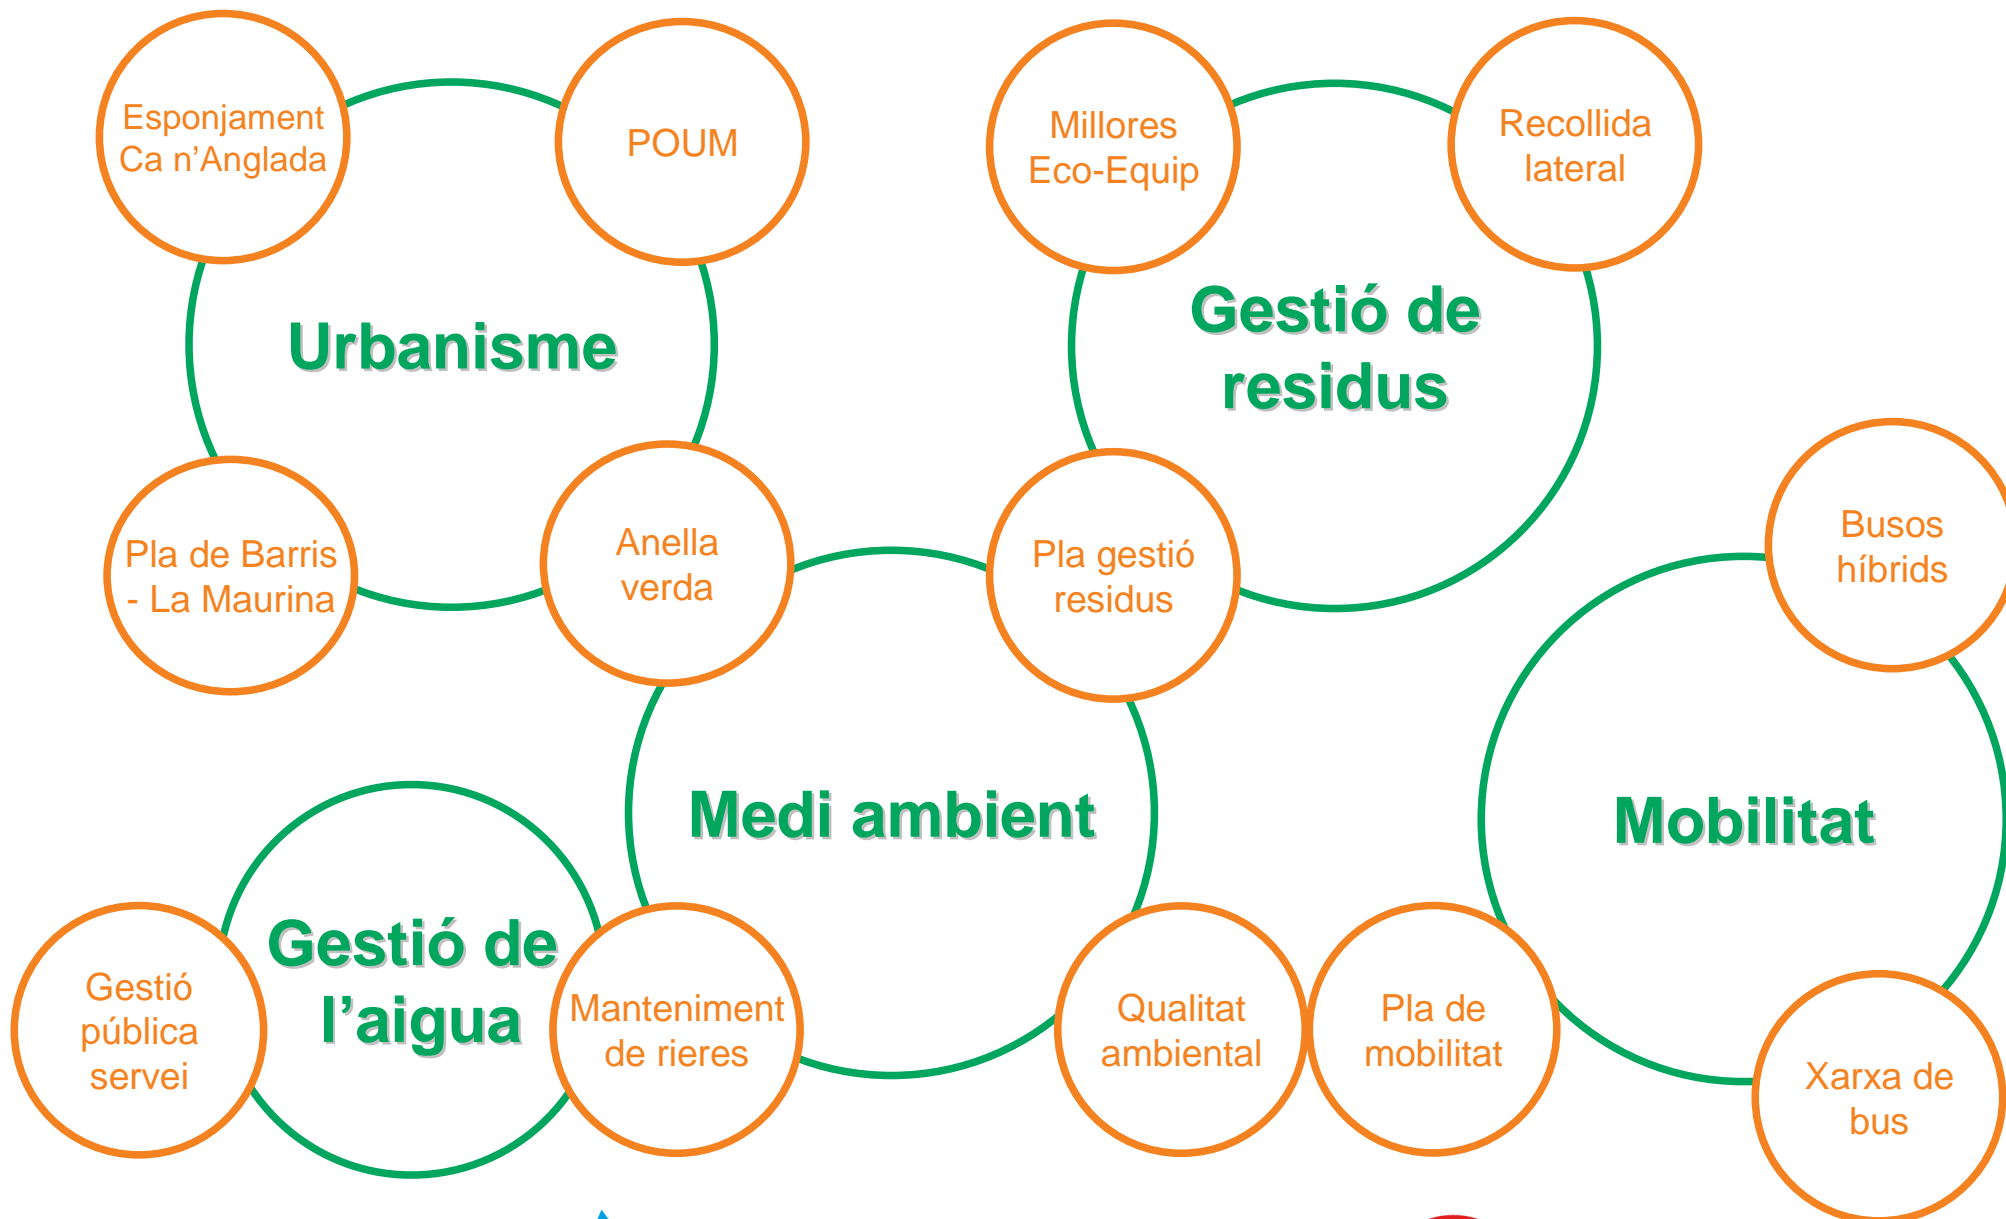 Esponjament
Ca n’Anglada
POUM
Urbanisme
Pla de Barris
- La Maurina
Anella
verda
Millores
Eco-Equip
Recollida
lateral
Gestió de
residus
Pla gestió
residus
Busos
híbrids
Medi ambient
Mobilitat
Gestió de
l’aigua
Gestió
pública
servei
Manteniment
de rieres
Qualitat
ambiental
Pla de
mobilitat
Xarxa de
bus